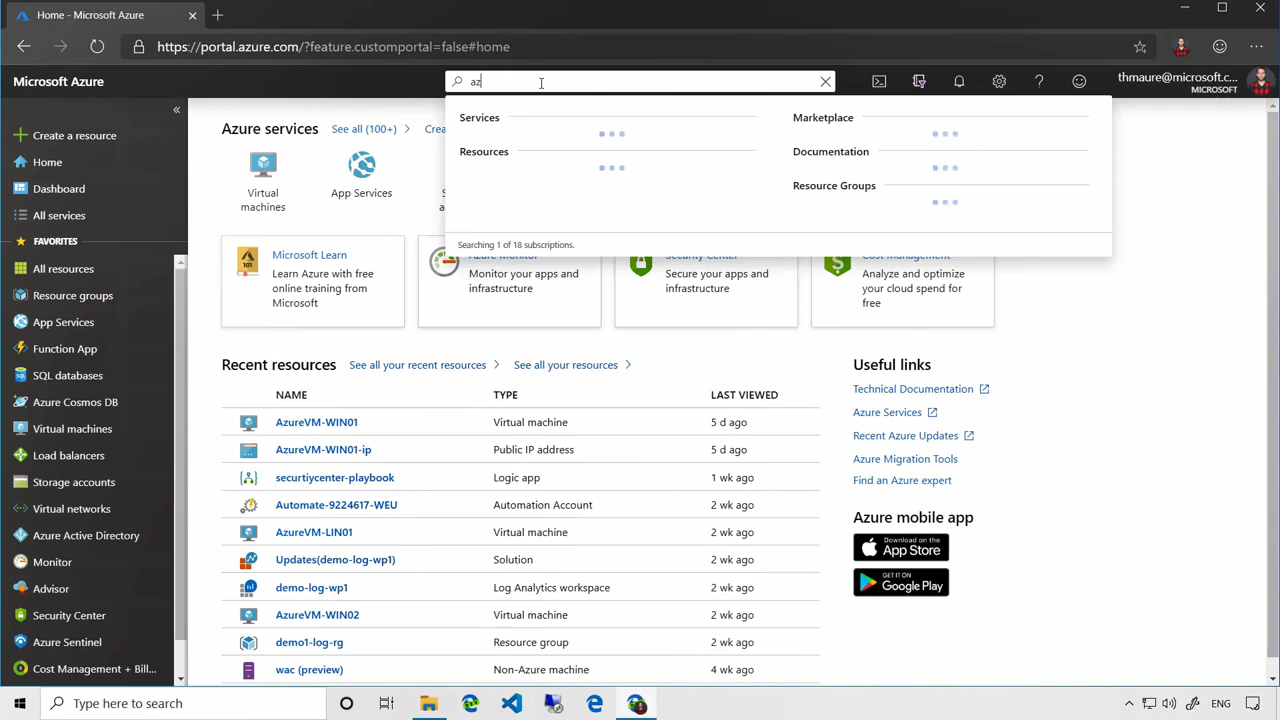 Home - Microsoft Azure
https://portal.azure.com/?feature.customportal=false#home
Microsoft Azure
az
thmaure@microsoft.c...
MICROSOFT
Create a resource
Home
Dashboard
All services
FAVORITES
All resources
Resource groups
App Services
Function App
SQL databases
Azure Cosmos DB
Virtual machines
Load balancers
Storage accounts
Virtual networks
Azure Active Directory
Monitor
Advisor
Security Center
Azure Sentinel
Cost Management + Bill...
Azure services
See all (100+)
Virtual machines
App Services
Services
Resources
Marketplace
Documentation
Resource Groups
Searching 1 of 18 subscriptions.
Microsoft Learn
Learn Azure with free
online training from
Microsoft
Azure Monitor
Monitor your apps and
infrastructure
Security Center
Secure your apps and
infrastructure
Cost Management
Analyze and optimize
your cloud spend for
free
Recent resources
See all your recent resources
See all your resources
NAME TYPE LAST VIEWED
AzureVM-WIN01 Virtual machine 5 d ago
AzureVM-WIN01-ip Public IP address 5 d ago
securtiycenter-playbook Logic app 1 wk ago
Automate-9224617-WEU Automation Account 2 wk ago
AzureVM-LIN01 Virtual machine 2 wk ago
Updates(demo-log-wp1) Solution 2 wk ago
demo-log-wp1 Log Analytics workspace 2 wk ago
AzureVM-WIN02 Virtual machine 2 wk ago
demo1-log-rg Resource group 2 wk ago
wac (preview) Non-Azure machine 4 wk ago
Useful links
Technical Documentation
Azure Services
Recent Azure Updates
Azure Migration Tools
Find an Azure expert
Azure mobile app
Download on the
App Store
GET IT ON
Google Play
Type here to search
ENG